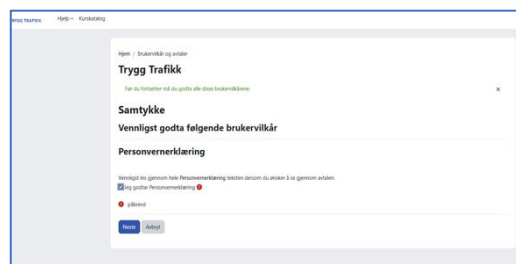 TRYGG TRAFIKK Hjelp Kurskatalog
Hjem / Brukervilkår og avtaler
Trygg Trafikk
Før du fortsetter må du godta alle disse brukervilkårene.
Samtykke
Vennligst godta følgende brukervilkår
Personvernerklæring
Vennligst les gjennom hele Personvernerklæring teksten dersom du ønsker å se gjennom avtalen.
Jeg godtar Personvernerklæring
påkrevd
Neste Avbryt